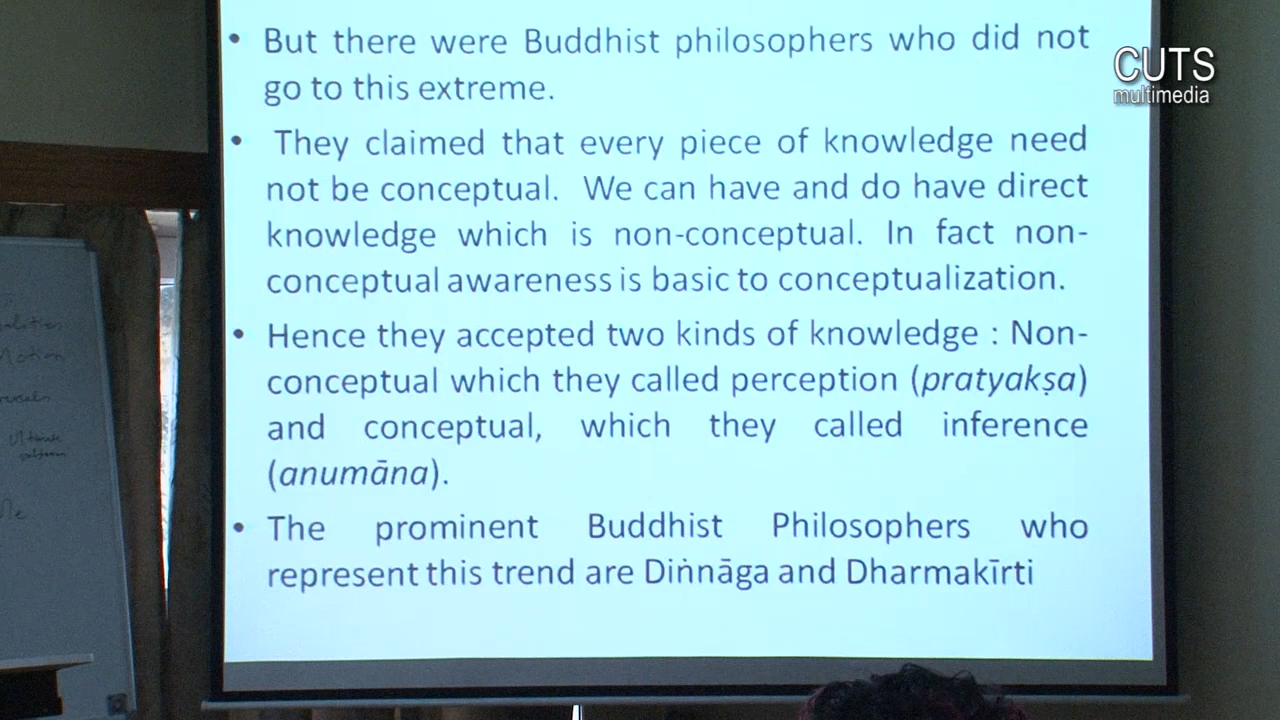 CUTS
multimedia
• But there were Buddhist philosophers who did not
go to this extreme.
• They claimed that every piece of knowledge need
not be conceptual. We can have and do have direct
knowledge which is non-conceptual. In fact non-
conceptual awareness is basic to conceptualization.
• Hence they accepted two kinds of knowledge : Non-
conceptual which they called perception (pratyakṣa)
and conceptual, which they called inference
(anumāna).
• The prominent Buddhist Philosophers who
represent this trend are Diṅnāga and Dharmakīrti